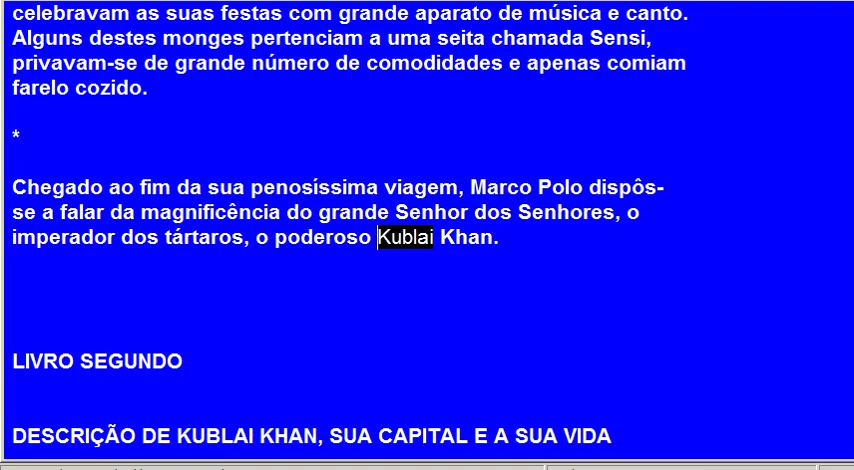 celebravam as suas festas com grande aparato de música e canto.
Alguns destes monges pertenciam a uma seita chamada Sensi,
privavam-se de grande número de comodidades e apenas comiam
farelo cozido.
*
Chegado ao fim da sua penosíssima viagem, Marco Polo dispôs-
se a falar da magnificência do grande Senhor dos Senhores, o
imperador dos tártaros, o poderoso Kublai Khan.
LIVRO SEGUNDO
DESCRIÇÃO DE KUBLAI KHAN, SUA CAPITAL E A SUA VIDA